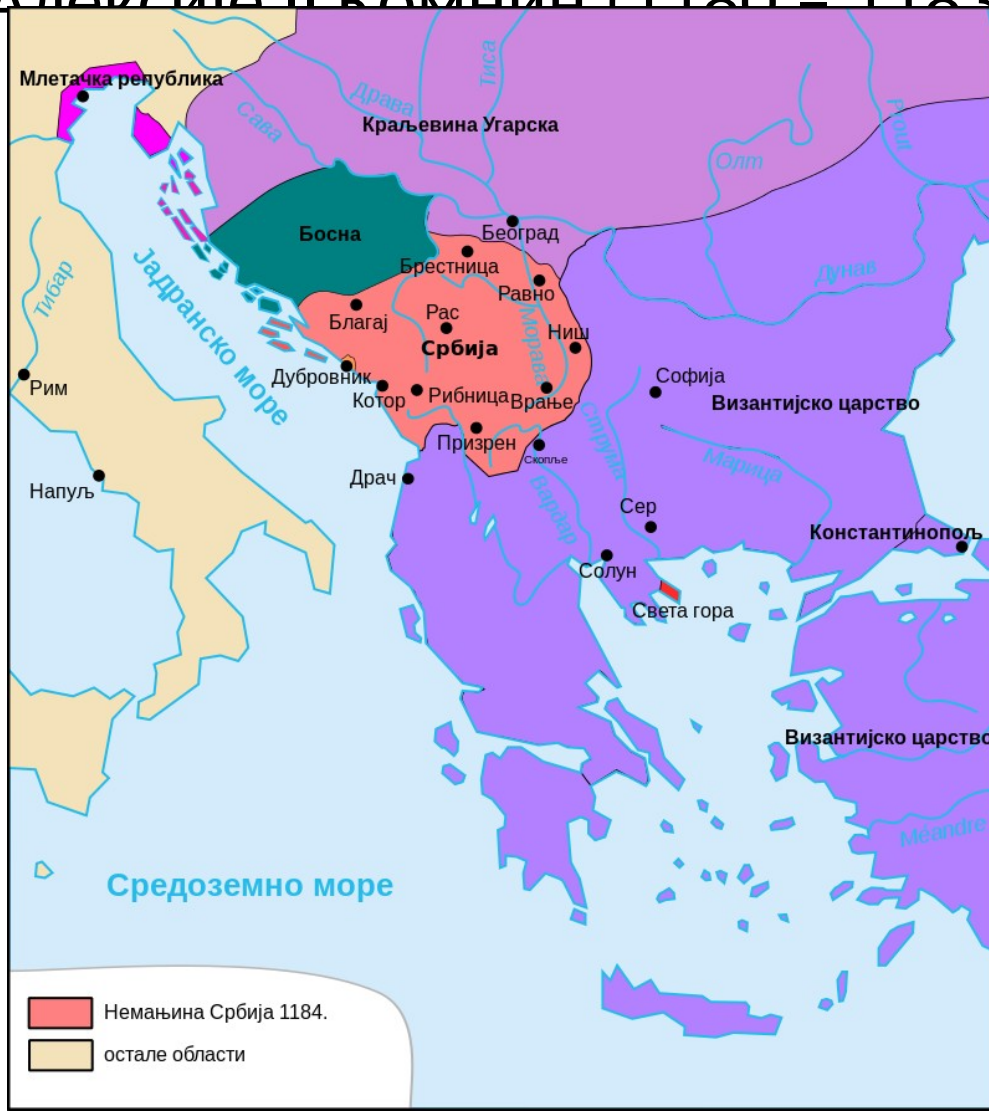 Млетачка република
Драва
Тиса
Сава
Краљевина Угарска
Олт
Босна
Београд
Брестница
Дунав
Равно
Тибар
Јадранско море
Благај
Рас
Морава
Ниш
Србија
Дубровник
Рим
Котор
Рибница
Врање
Софија
Византијско царство
Струма
Призрен
Скопље
Марица
Драч
Напуљ
Вардар
Сер
Константинопољ
Солун
Света гора
Византијско царство
Méandre
Средоземно море
Немањина Србија 1184.
остале области